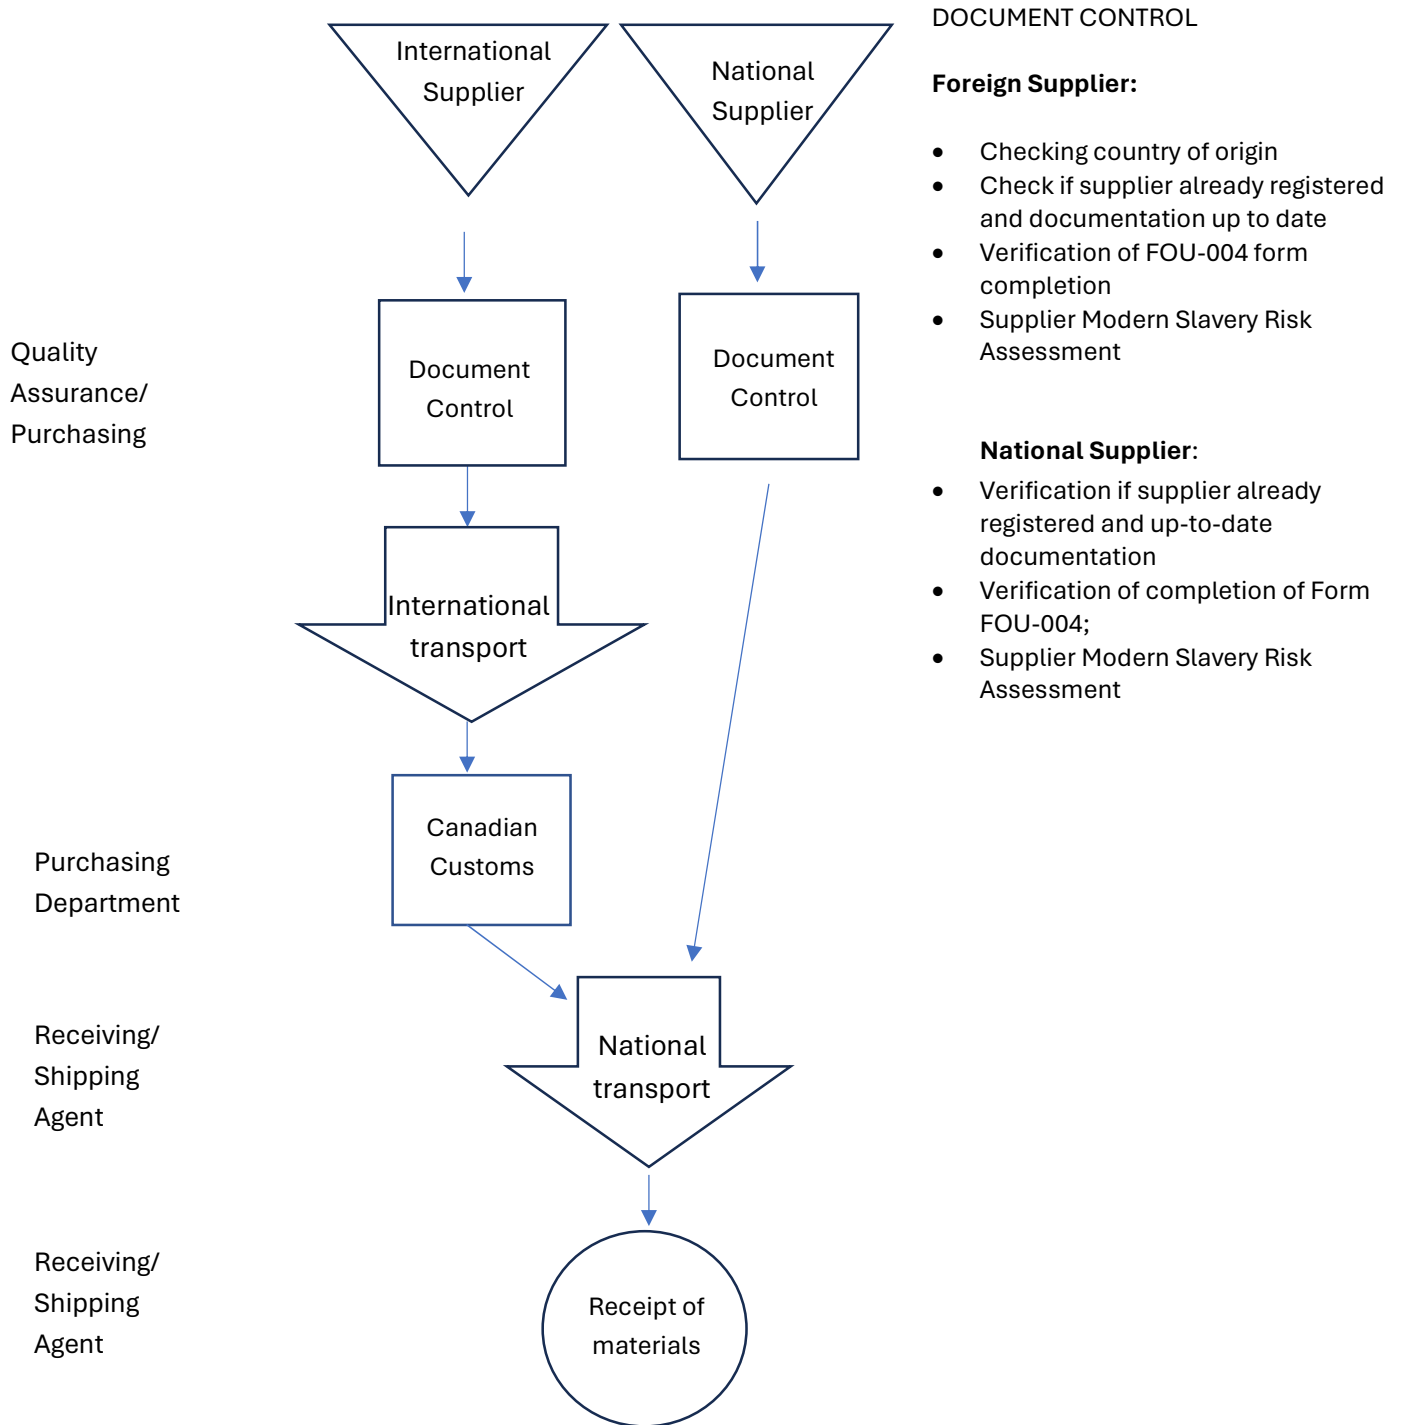 International
Supplier
National
Supplier
Quality
Assurance/
Purchasing
Document
Control
Document
Control
International
transport
Canadian
Customs
Purchasing
Department
Receiving/
Shipping
Agent
National
transport
Receiving/
Shipping
Agent
Receipt of
materials
DOCUMENT CONTROL
Foreign Supplier:
• Checking country of origin
• Check if supplier already registered
and documentation up to date
• Verification of FOU-004 form
completion
• Supplier Modern Slavery Risk
Assessment
National Supplier:
• Verification if supplier already
registered and up-to-date
documentation
• Verification of completion of Form
FOU-004;
• Supplier Modern Slavery Risk
Assessment